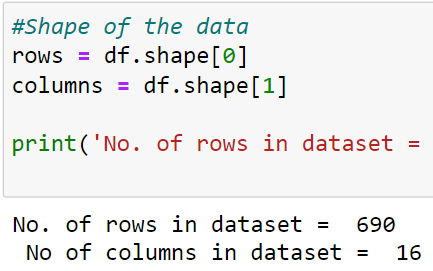 #Shape of the data
rows = df.shape[0]
columns = df.shape[1]
print('No. of rows in dataset =
No. of rows in dataset =  690
 No of columns in dataset =  16